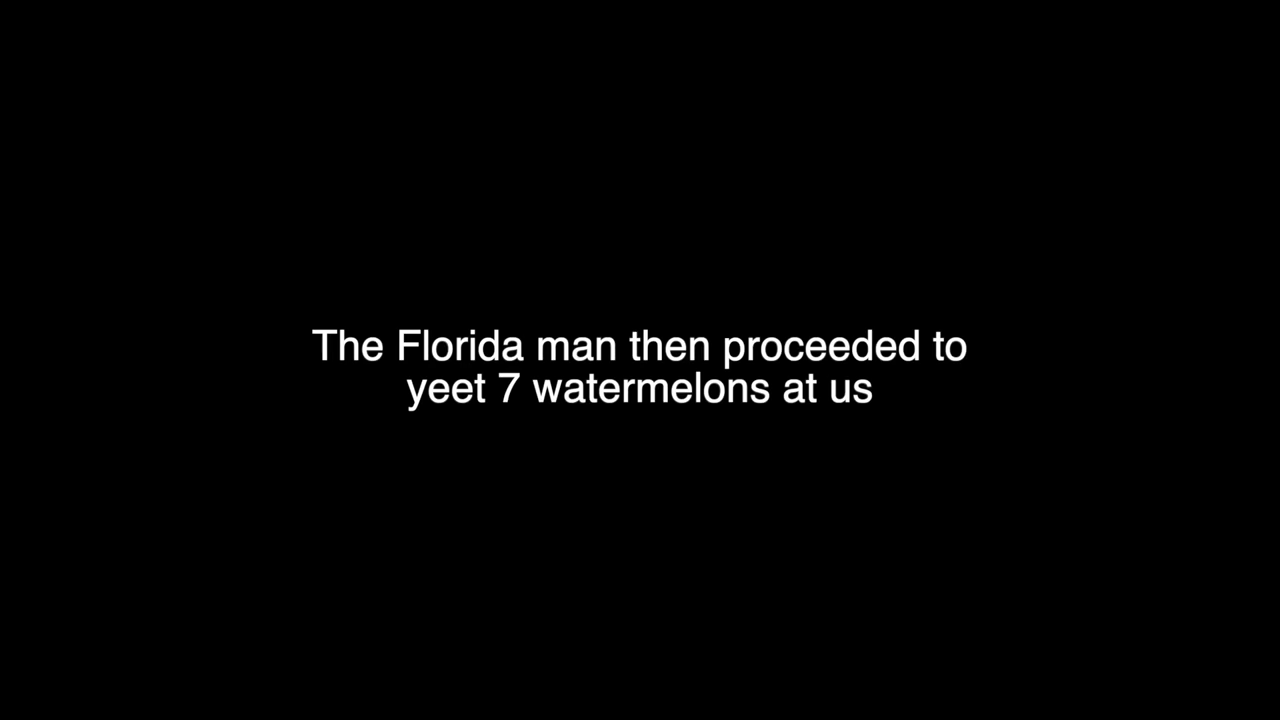 The Florida man then proceeded to
yeet 7 watermelons at us